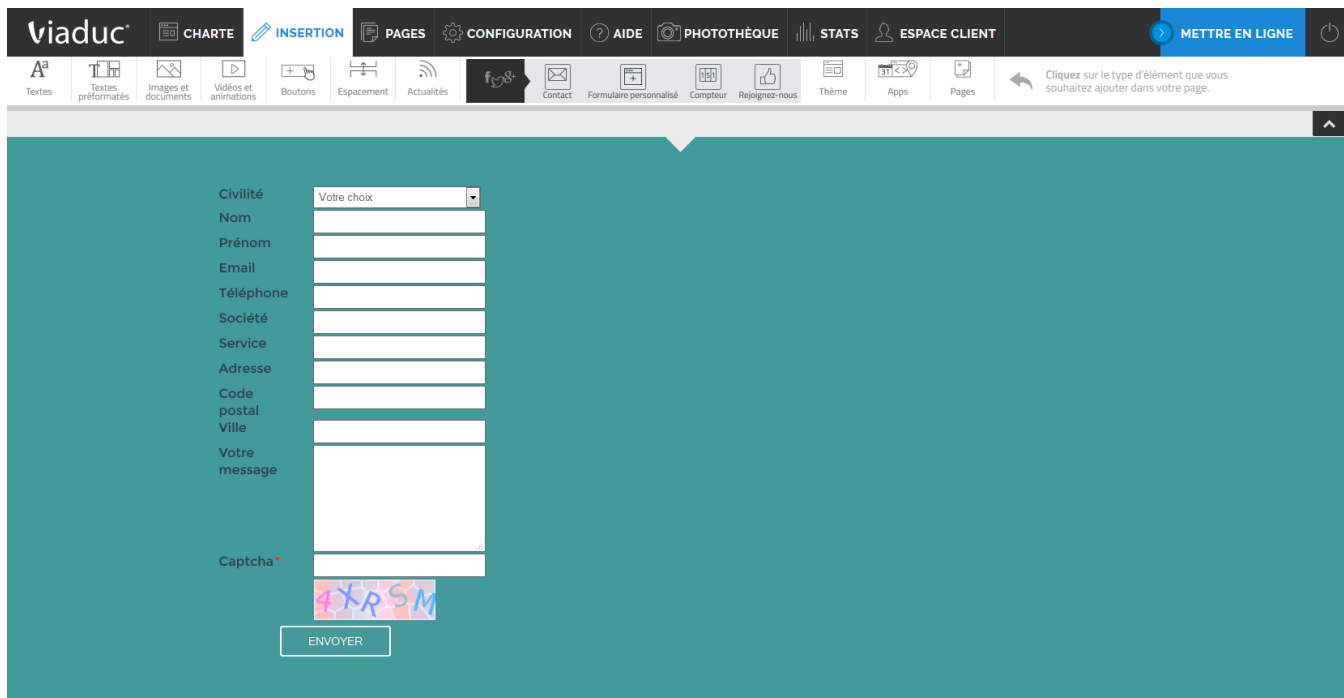 Viaduc
CHARTE INSERTION PAGES CONFIGURATION ? AIDE PHOTOTHÈQUE STATS ESPACE CLIENT > METTRE EN LIGNE
Aa
Textes
Textes
préformatés
Images et
documents
Vidéos et
animations
Boutons
Espacement
Actualités
Contact
Formulaire personnalisé
151
Compteur
Rejoignez-nous
Thème
31
Apps
Pages
Cliquez sur le type d'élément que vous
souhaitez ajouter dans votre page.
Civilité Votre choix
Nom
Prénom
Email
Téléphone
Société
Service
Adresse
Code
postal
Ville
Votre
message
Captcha*
4XRSM
ENVOYER